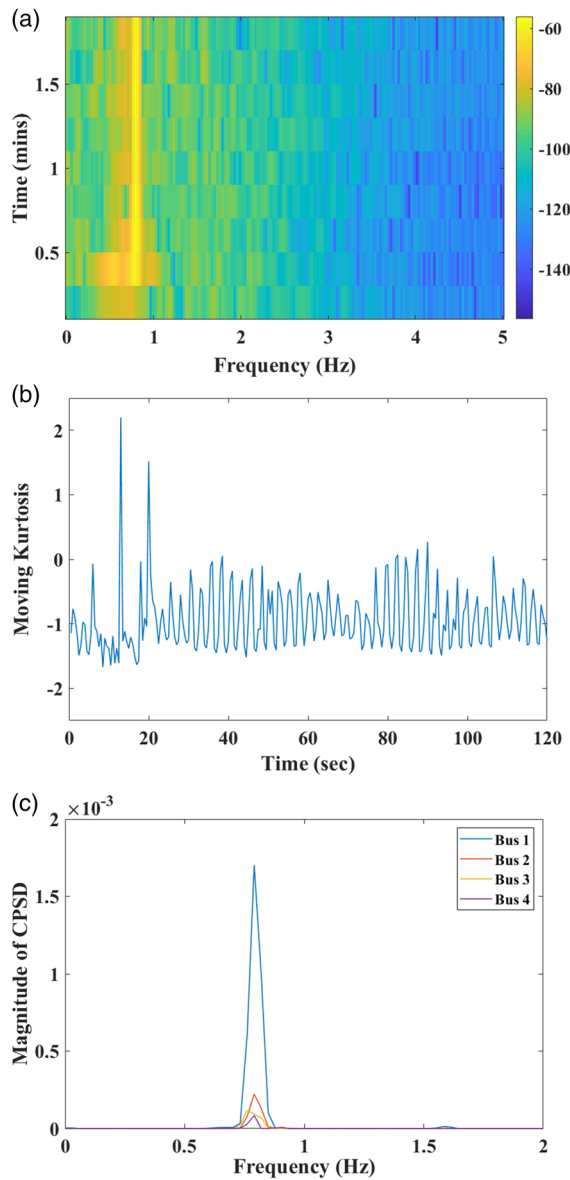 (a)
-60
-80
-100
-120
-140
1.5
1
0.5
Time (mins)
0 1 2 3 4 5
Frequency (Hz)
(b)
2
1
0
-1
-2
Moving Kurtosis
0 20 40 60 80 100 120
Time (sec)
(c)
×10-3
2
1.5
1
0.5
0
Magnitude of CPSD
Bus 1
Bus 2
Bus 3
Bus 4
0 0.5 1 1.5 2
Frequency (Hz)